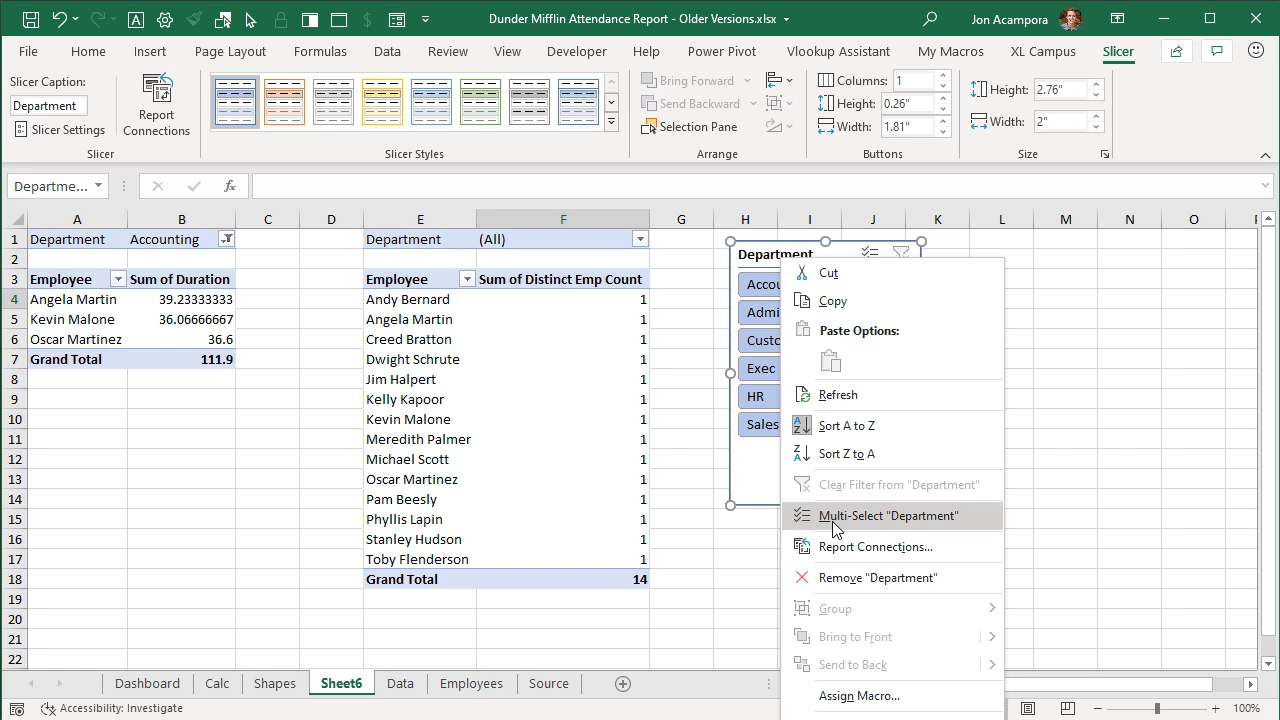 Dunder Mifflin Attendance Report - Older Versions.xlsx
Jon Acampora
File Home Insert Page Layout Formulas Data Review View Developer Help Power Pivot Vlookup Assistant My Macros XL Campus Slicer
Slicer Caption:
Department
Slicer Settings
Report
Connections
Slicer
Slicer Styles
Bring Forward
Send Backward
Selection Pane
Arrange
Columns: 1
Height: 0.26"
Width: 1.81"
Buttons
Height: 2.76"
Width: 2"
Size
Departme...
fx
A B C D E F G H I J K L M N O
1 Department Accounting Department (All)
2 Department
3 Employee Sum of Duration Employee Sum of Distinct Emp Count
4 Angela Martin 39.23333333 Andy Bernard 1
5 Kevin Malone 36.06666667 Angela Martin 1
6 Oscar Martinez 36.6 Creed Bratton 1
7 Grand Total 111.9 Dwight Schrute 1
8 Jim Halpert 1
9 Kelly Kapoor 1
10 Kevin Malone 1
11 Meredith Palmer 1
12 Michael Scott 1
13 Oscar Martinez 1
14 Pam Beesly 1
15 Phyllis Lapin 1
16 Stanley Hudson 1
17 Toby Flenderson 1
18 Grand Total 14
19
20
21
22
Accou
Admi
Custo
Exec
HR
Sales
Cut
Copy
Paste Options:
Refresh
Sort A to Z
Sort Z to A
Clear Filter from "Department"
Multi-Select "Department"
Report Connections...
Remove "Department"
Group
Bring to Front
Send to Back
Assign Macro...
Dashboard Calc Shapes Sheet6 Data Employees Source
Accessibility: Investigate
100%